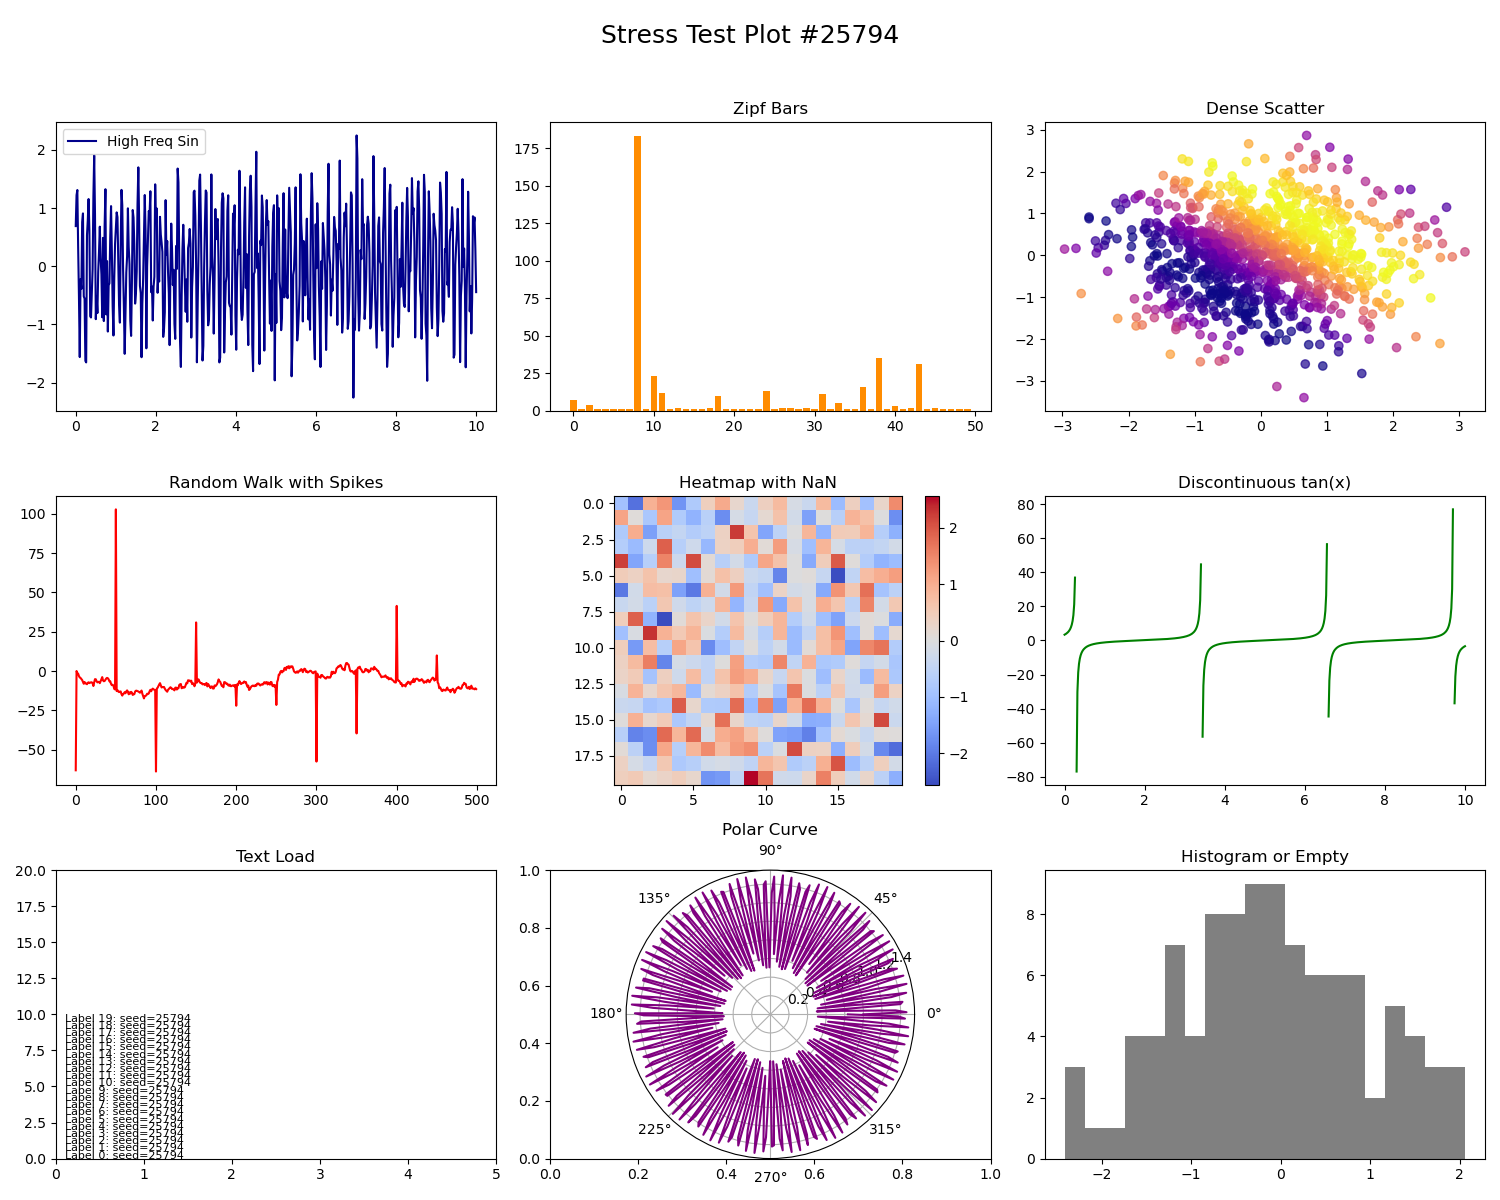 Stress Test Plot #25794
High Freq Sin
2
1
0
−1
−2
0 2 4 6 8 10
Zipf Bars
175
150
125
100
75
50
25
0
0 10 20 30 40 50
Dense Scatter
3
2
1
0
−1
−2
−3
−3 −2 −1 0 1 2 3
Random Walk with Spikes
100
75
50
25
0
−25
−50
0 100 200 300 400 500
Heatmap with NaN
0.0
2.5
5.0
7.5
10.0
12.5
15.0
17.5
0 5 10 15
2
1
0
−1
−2
Discontinuous tan(x)
80
60
40
20
0
−20
−40
−60
−80
0 2 4 6 8 10
Text Load
20.0
17.5
15.0
12.5
10.0
7.5
5.0
2.5
0.0
Label 19: seed=25794
Label 18: seed=25794
Label 17: seed=25794
Label 16: seed=25794
Label 15: seed=25794
Label 14: seed=25794
Label 13: seed=25794
Label 12: seed=25794
Label 11: seed=25794
Label 10: seed=25794
Label 9: seed=25794
Label 8: seed=25794
Label 7: seed=25794
Label 6: seed=25794
Label 5: seed=25794
Label 4: seed=25794
Label 3: seed=25794
Label 2: seed=25794
Label 1: seed=25794
Label 0: seed=25794
0 1 2 3 4 5
Polar Curve
1.0
0.8
0.6
0.4
0.2
0.0
0.0 0.2 0.4 0.6 0.8 1.0
90°
135° 45°
180° 0°
225° 315°
270°
1.4
0.2
Histogram or Empty
8
6
4
2
0
−2 −1 0 1 2